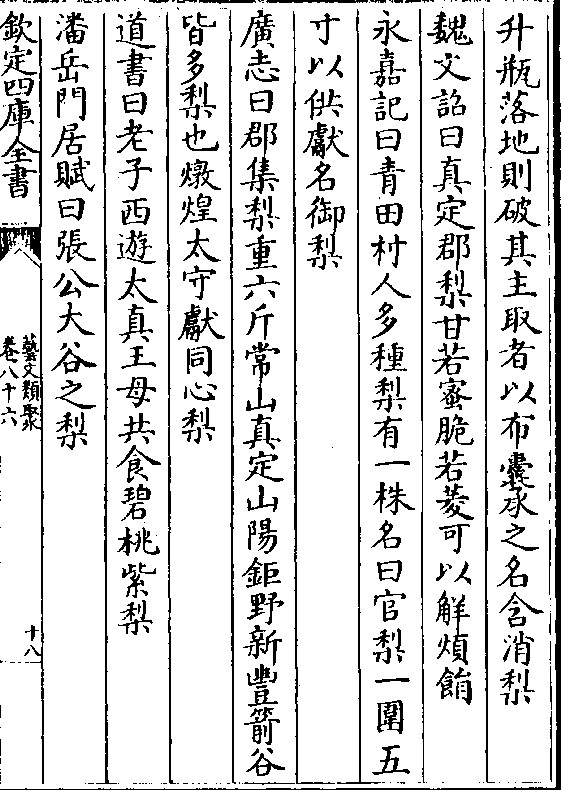 升瓶落地則破其主取者以布囊承之名含消梨
魏文詔曰真定郡梨甘若蜜脆若菱可以解煩餶
永嘉記曰青田村人多種梨有一株名曰官梨一圍五
寸以供獻名御梨
廣志曰郡集梨重六斤常山真定山陽鉅野新豊箭谷
皆多梨也燉煌太守獻同心梨
道書曰老子西遊太真王母共食碧桃紫梨
潘岳門居賦曰張公大谷之梨
欽定四庫全書
藝文類聚
卷八十六
十八